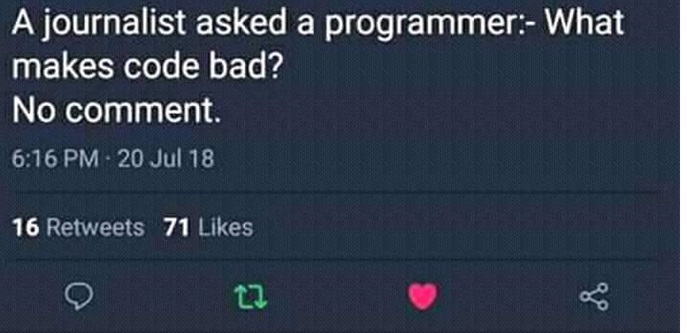 A journalist asked a programmer:- What
makes code bad?
No comment.
6:16 PM · 20 Jul 18
16 Retweets 71 Likes